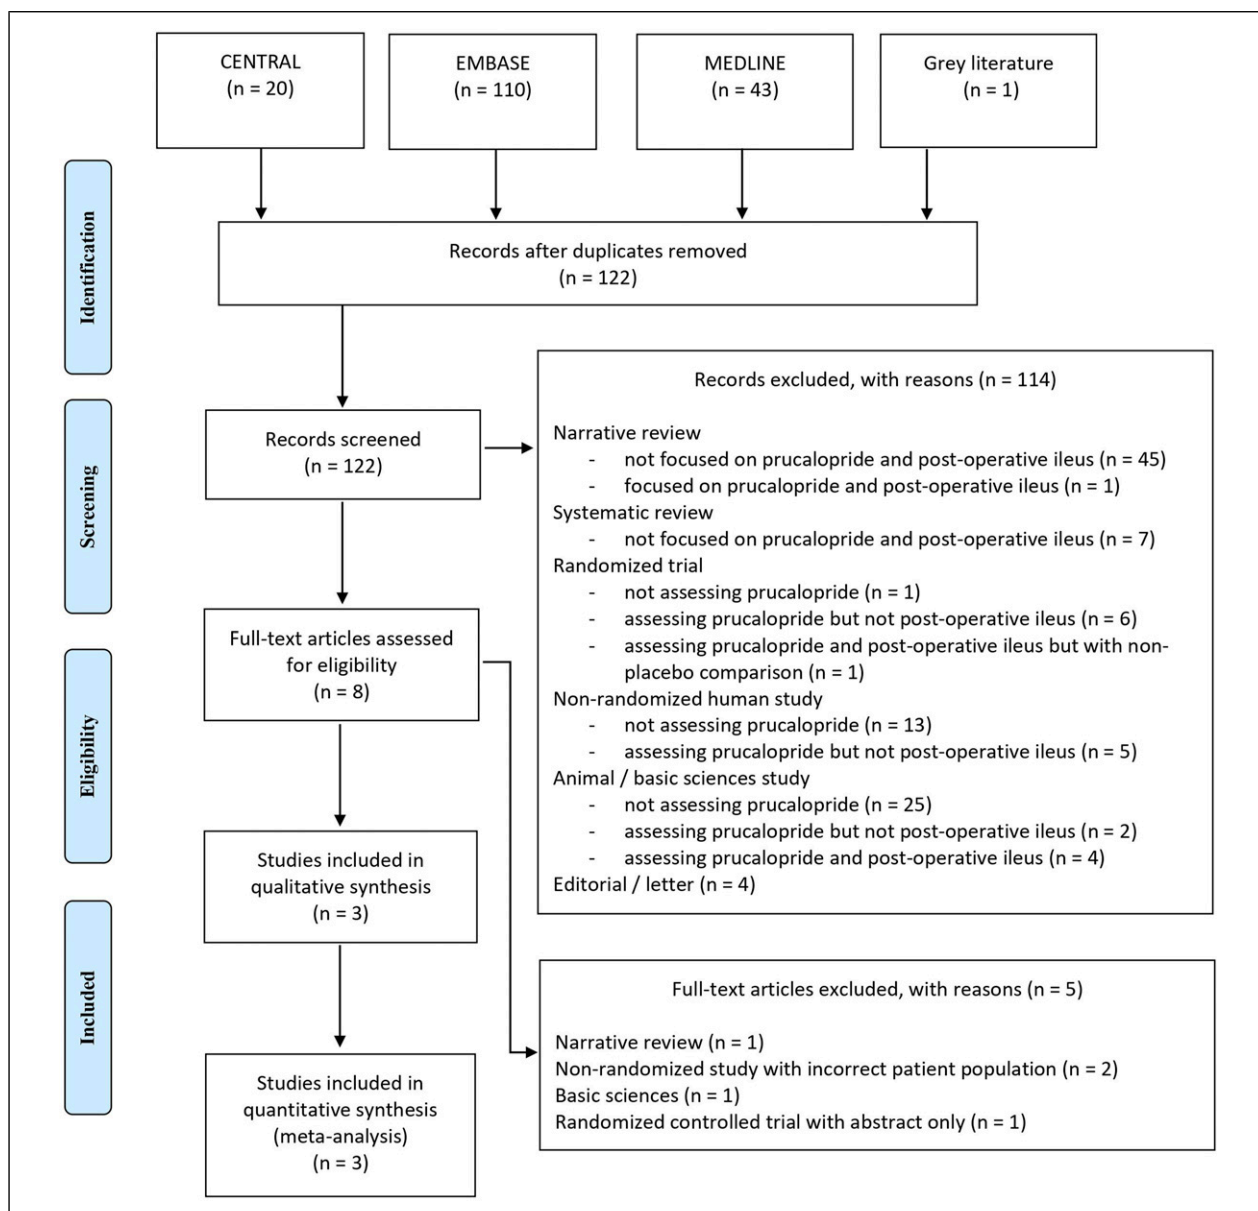 CENTRAL
(n = 20)
EMBASE
(n = 110)
MEDLINE
(n = 43)
Grey literature
(n = 1)
Identification
Records after duplicates removed
(n = 122)
Screening
Records screened
(n = 122)
Records excluded, with reasons (n = 114)
Narrative review
- not focused on prucalopride and post-operative ileus (n = 45)
- focused on prucalopride and post-operative ileus (n = 1)
Systematic review
- not focused on prucalopride and post-operative ileus (n = 7)
Randomized trial
- not assessing prucalopride (n = 1)
- assessing prucalopride but not post-operative ileus (n = 6)
- assessing prucalopride and post-operative ileus but with non-
placebo comparison (n = 1)
Non-randomized human study
- not assessing prucalopride (n = 13)
- assessing prucalopride but not post-operative ileus (n = 5)
Animal / basic sciences study
- not assessing prucalopride (n = 25)
- assessing prucalopride but not post-operative ileus (n = 2)
- assessing prucalopride and post-operative ileus (n = 4)
Editorial / letter (n = 4)
Eligibility
Full-text articles assessed
for eligibility
(n = 8)
Full-text articles excluded, with reasons (n = 5)
Narrative review (n = 1)
Non-randomized study with incorrect patient population (n = 2)
Basic sciences (n = 1)
Randomized controlled trial with abstract only (n = 1)
Studies included in
qualitative synthesis
(n = 3)
Included
Studies included in
quantitative synthesis
(meta-analysis)
(n = 3)